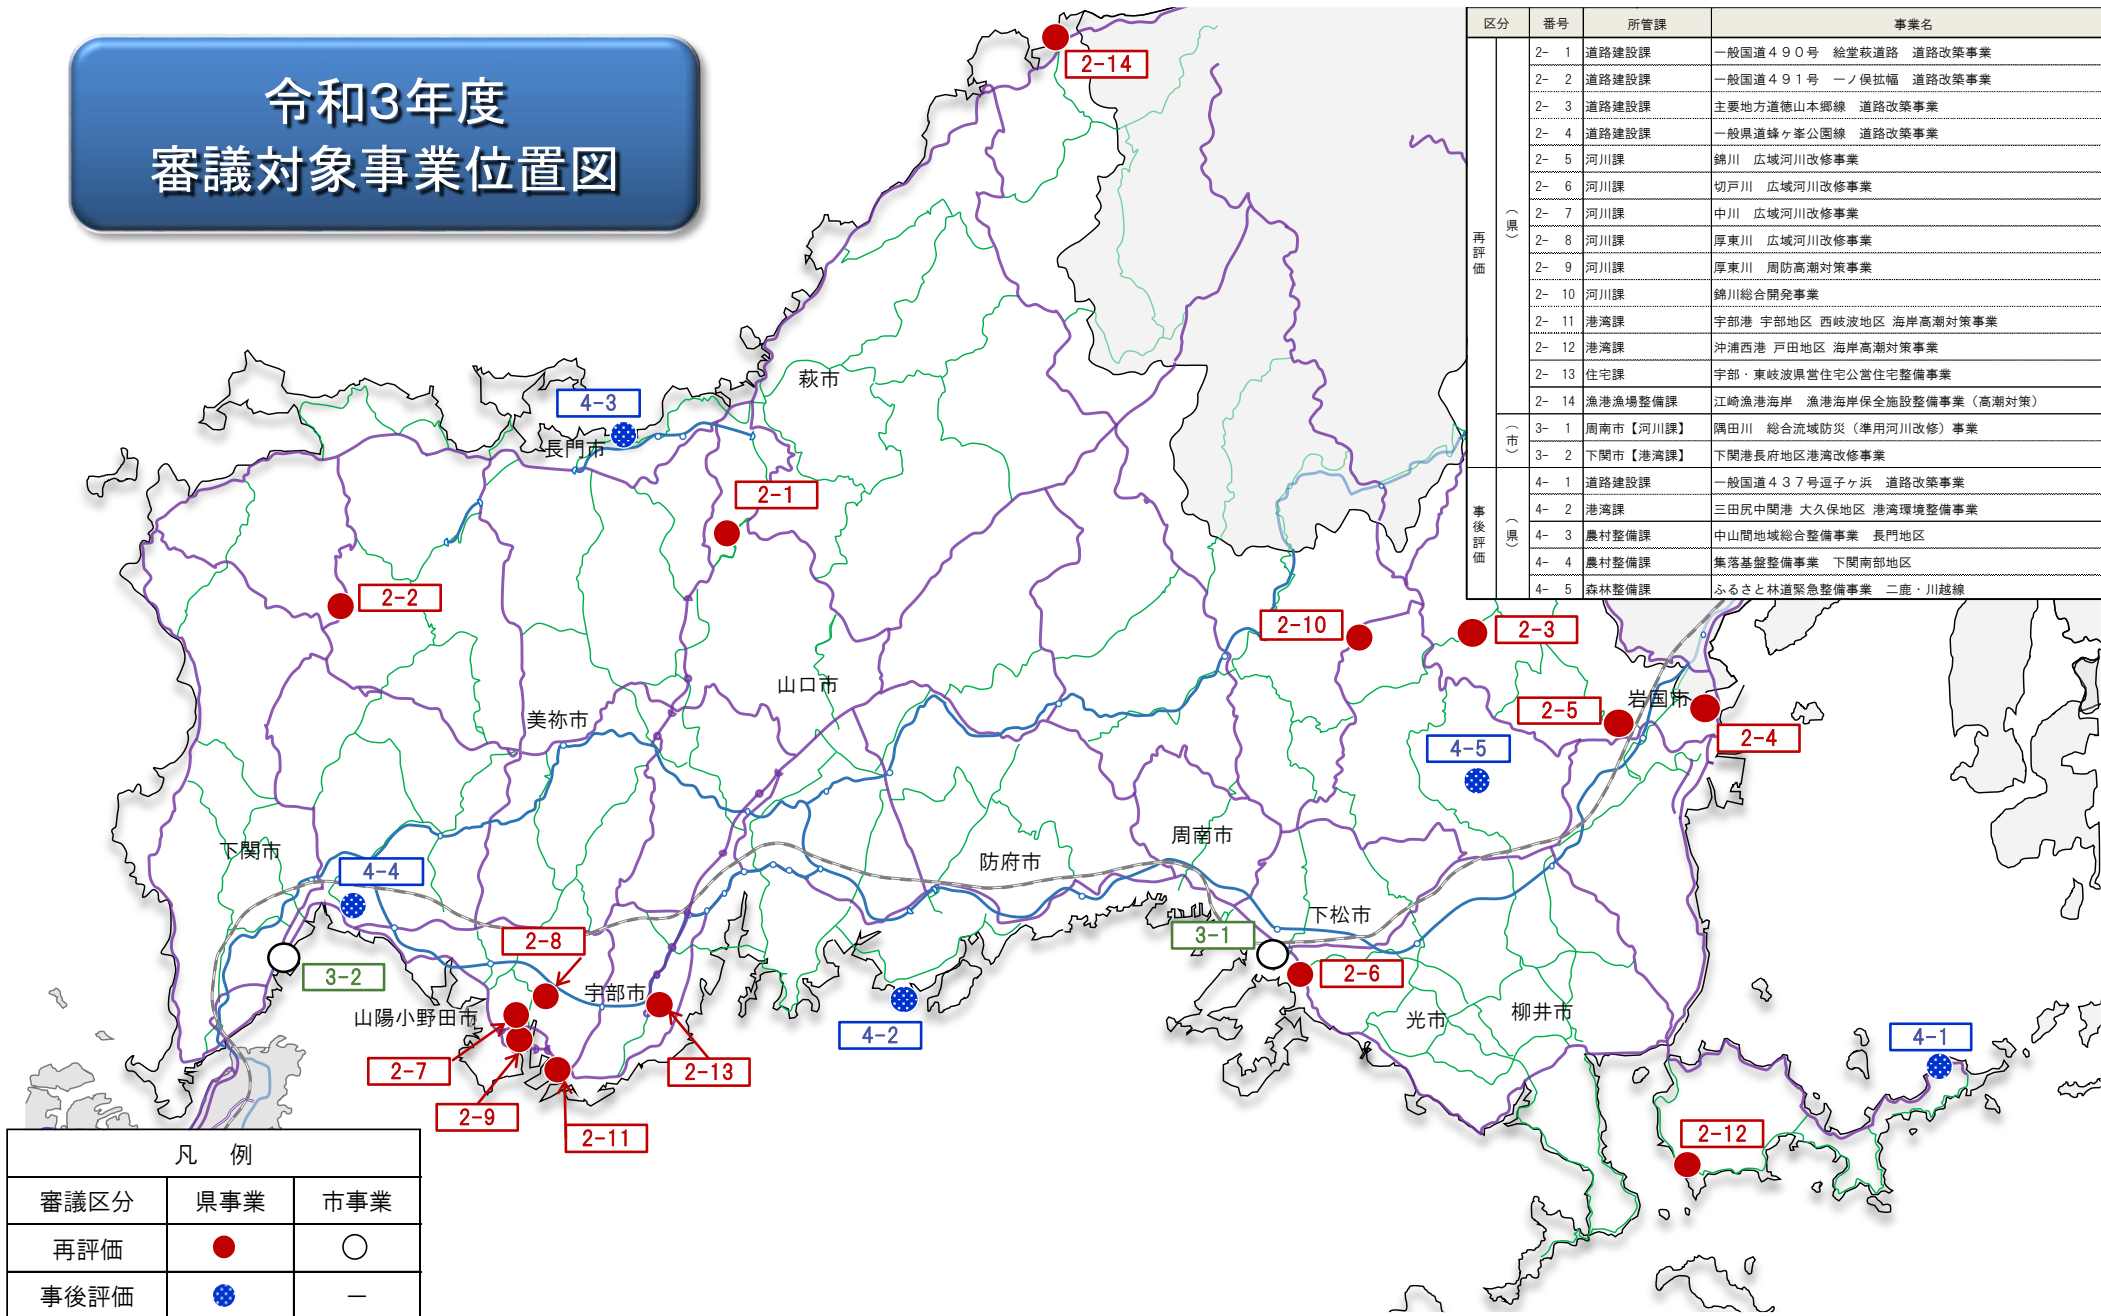 令和3年度
審議対象事業位置図
区分 番号 所管課 事業名
再評価
（県）
2- 1 道路建設課 一般国道４９０号　絵堂萩道路　道路改築事業
2- 2 道路建設課 一般国道４９１号　一ノ俣拡幅　道路改築事業
2- 3 道路建設課 主要地方道徳山本郷線　道路改築事業
2- 4 道路建設課 一般県道蜂ヶ峯公園線　道路改築事業
2- 5 河川課 錦川　広域河川改修事業
2- 6 河川課 切戸川　広域河川改修事業
2- 7 河川課 中川　広域河川改修事業
2- 8 河川課 厚東川　広域河川改修事業
2- 9 河川課 厚東川　周防高潮対策事業
2- 10 河川課 錦川総合開発事業
2- 11 港湾課 宇部港 宇部地区 西岐波地区 海岸高潮対策事業
2- 12 港湾課 沖浦西港 戸田地区 海岸高潮対策事業
2- 13 住宅課 宇部・東岐波県営住宅公営住宅整備事業
2- 14 漁港漁場整備課 江崎漁港海岸　漁港海岸保全施設整備事業（高潮対策）
（市）
3- 1 周南市【河川課】 隅田川　総合流域防災（準用河川改修）事業
3- 2 下関市【港湾課】 下関港長府地区港湾改修事業
事後評価
（県）
4- 1 道路建設課 一般国道４３７号逗子ヶ浜　道路改築事業
4- 2 港湾課 三田尻中関港 大久保地区 港湾環境整備事業
4- 3 農村整備課 中山間地域総合整備事業　長門地区
4- 4 農村整備課 集落基盤整備事業　下関南部地区
4- 5 森林整備課 ふるさと林道緊急整備事業　二鹿・川越線
2-14
萩市
4-3
長門市
2-1
2-2
2-10
2-3
山口市
岩国市
2-5
美祢市
2-4
4-5
周南市
下関市
防府市
4-4
下松市
3-1
2-8
3-2
2-6
宇部市
山陽小野田市
光市
柳井市
4-2
4-1
2-7
2-13
2-9
2-11
2-12
凡　例
審議区分 県事業 市事業
再評価
事後評価 －